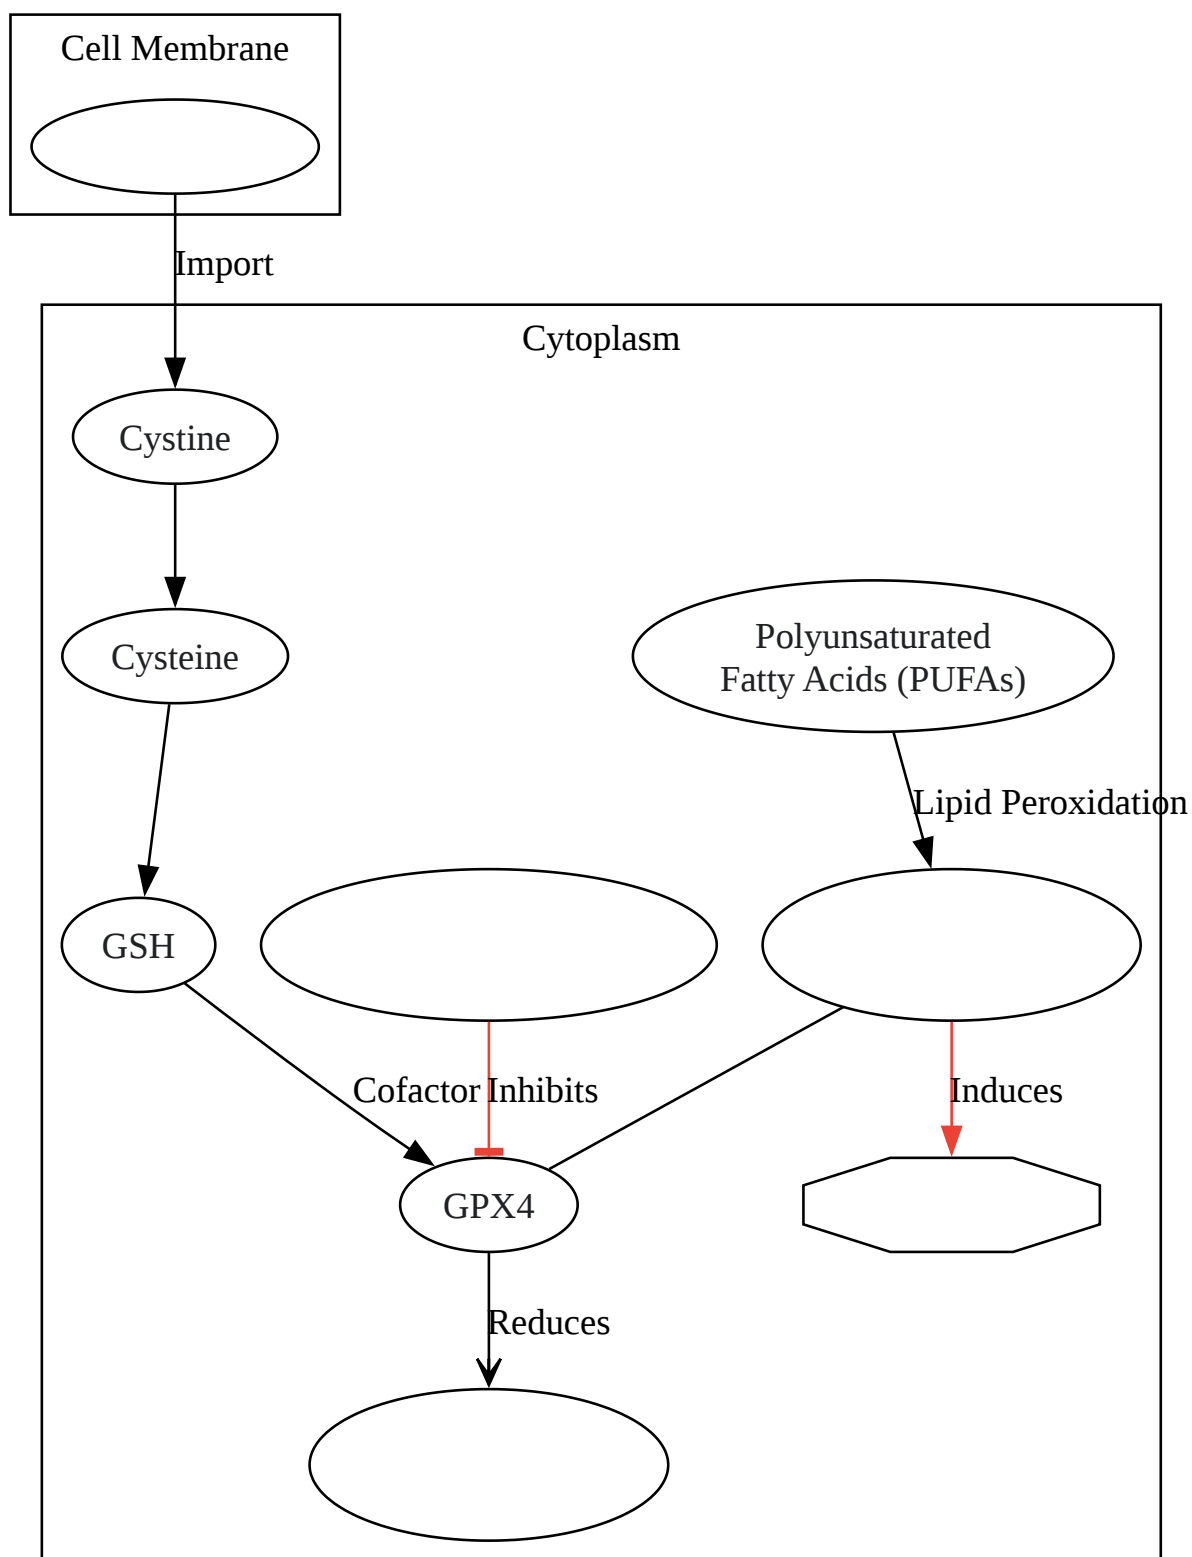 Cell Membrane
Import
Cytoplasm
Cystine
Cysteine
Polyunsaturated
Fatty Acids (PUFAs)
Lipid Peroxidation
GSH
Cofactor
Inhibits
Induces
GPX4
Reduces